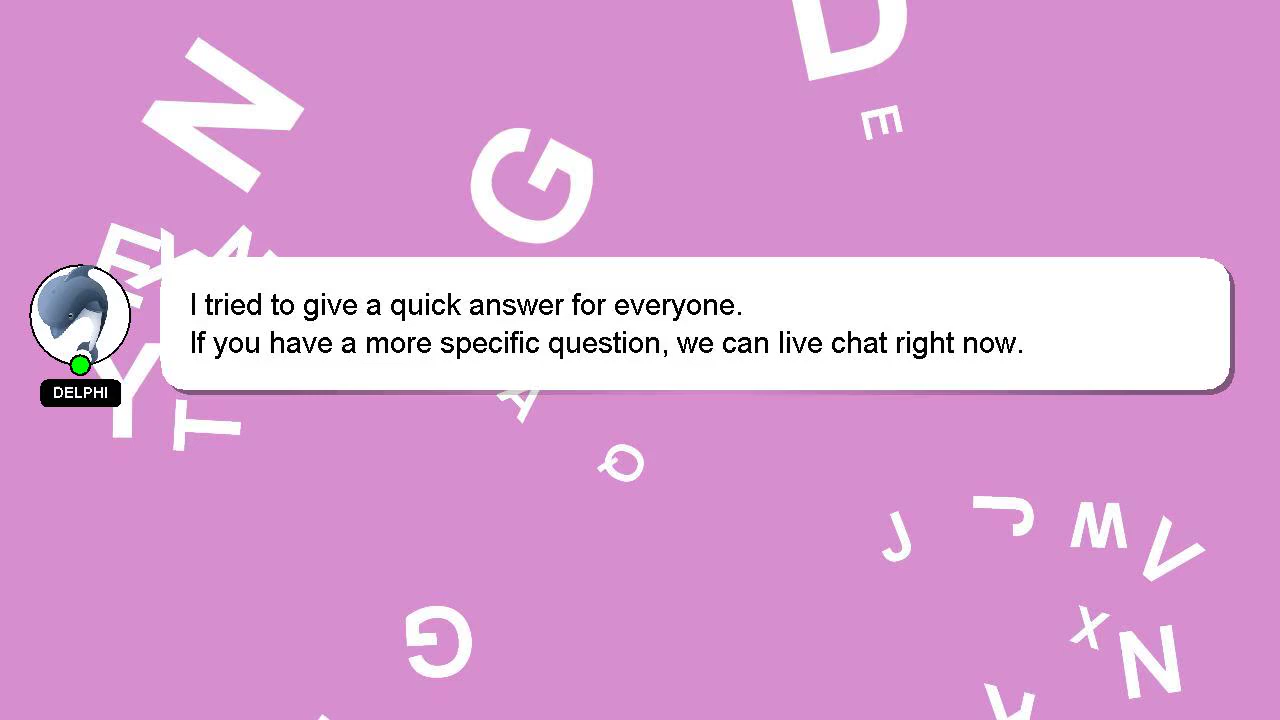 N
D
E
G
E
Y
N
I tried to give a quick answer for everyone.
If you have a more specific question, we can live chat right now.
DELPHI
Y
T
A
Q
J
J
W
V
G
X
N